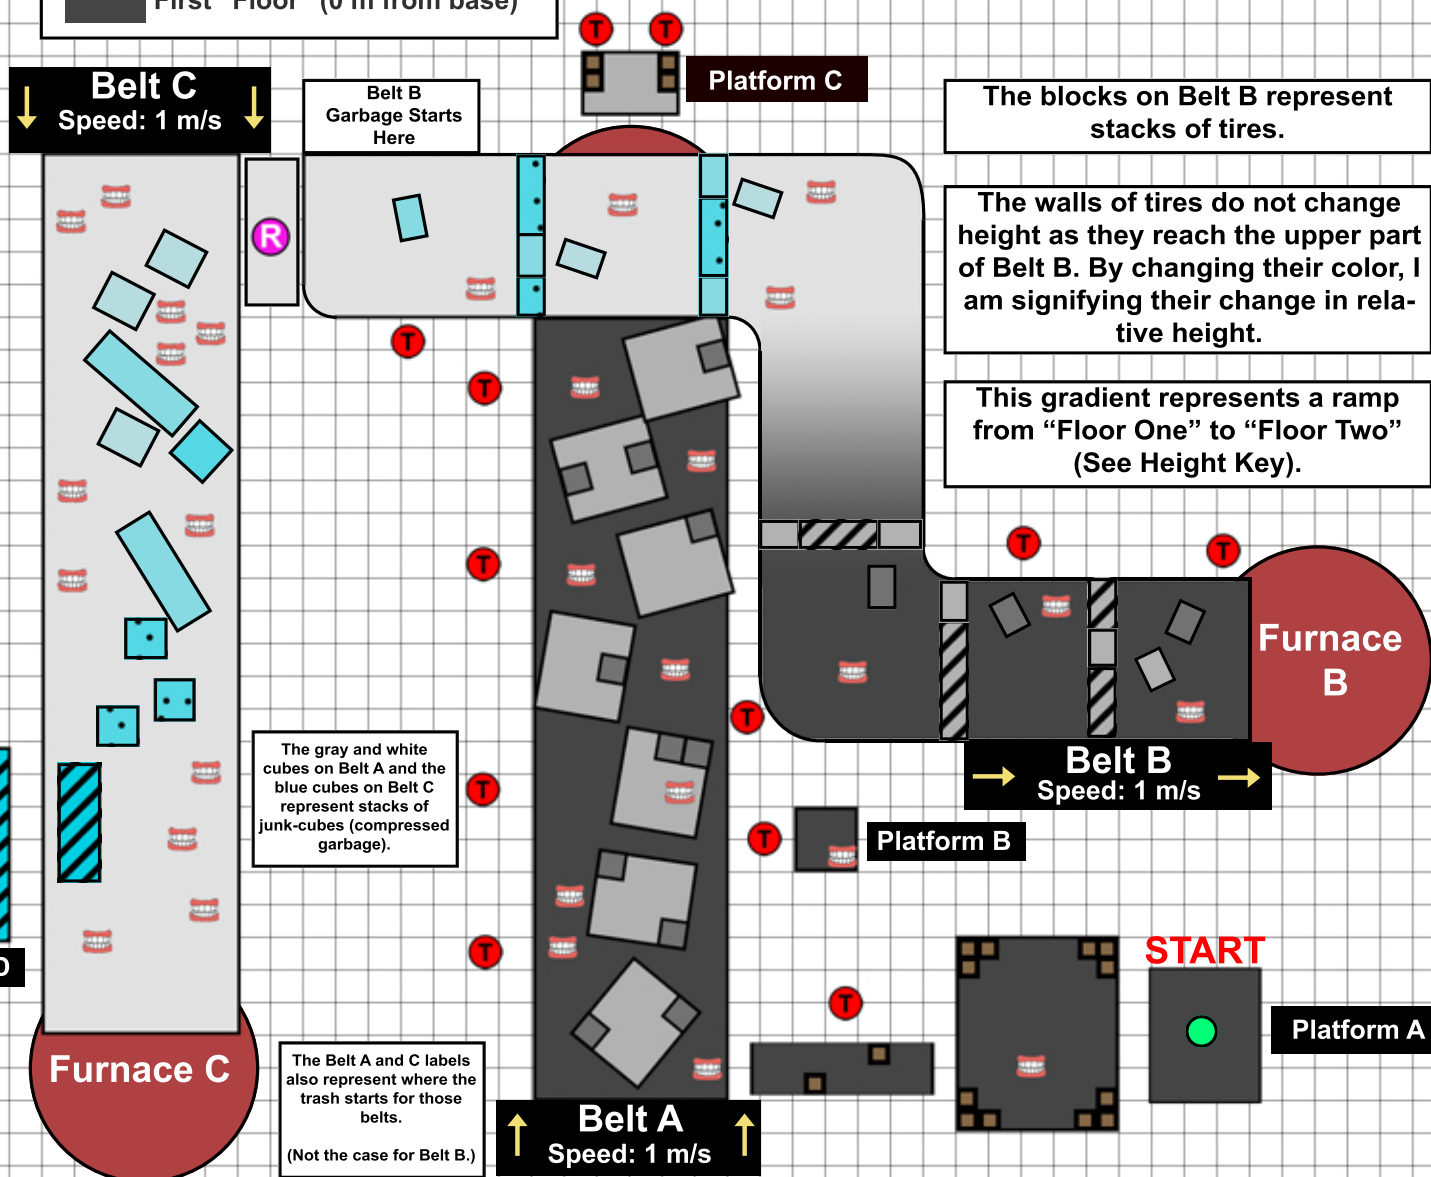 First "Floor" (0 m from base)
T
T
Platform C
Belt C
Speed: 1 m/s
Belt B
Garbage Starts
Here
The blocks on Belt B represent
stacks of tires.
R
The walls of tires do not change
height as they reach the upper part
of Belt B. By changing their color, I
am signifying their change in rela-
tive height.
T
T
This gradient represents a ramp
from “Floor One” to “Floor Two”
(See Height Key).
T
T
T
Furnace
B
T
The gray and white
cubes on Belt A and the
blue cubes on Belt C
represent stacks of
junk-cubes (compressed
garbage).
T
Belt B
Speed: 1 m/s
T
Platform B
T
START
T
Platform A
Furnace C
The Belt A and C labels
also represent where the
trash starts for those
belts.
(Not the case for Belt B.)
Belt A
Speed: 1 m/s